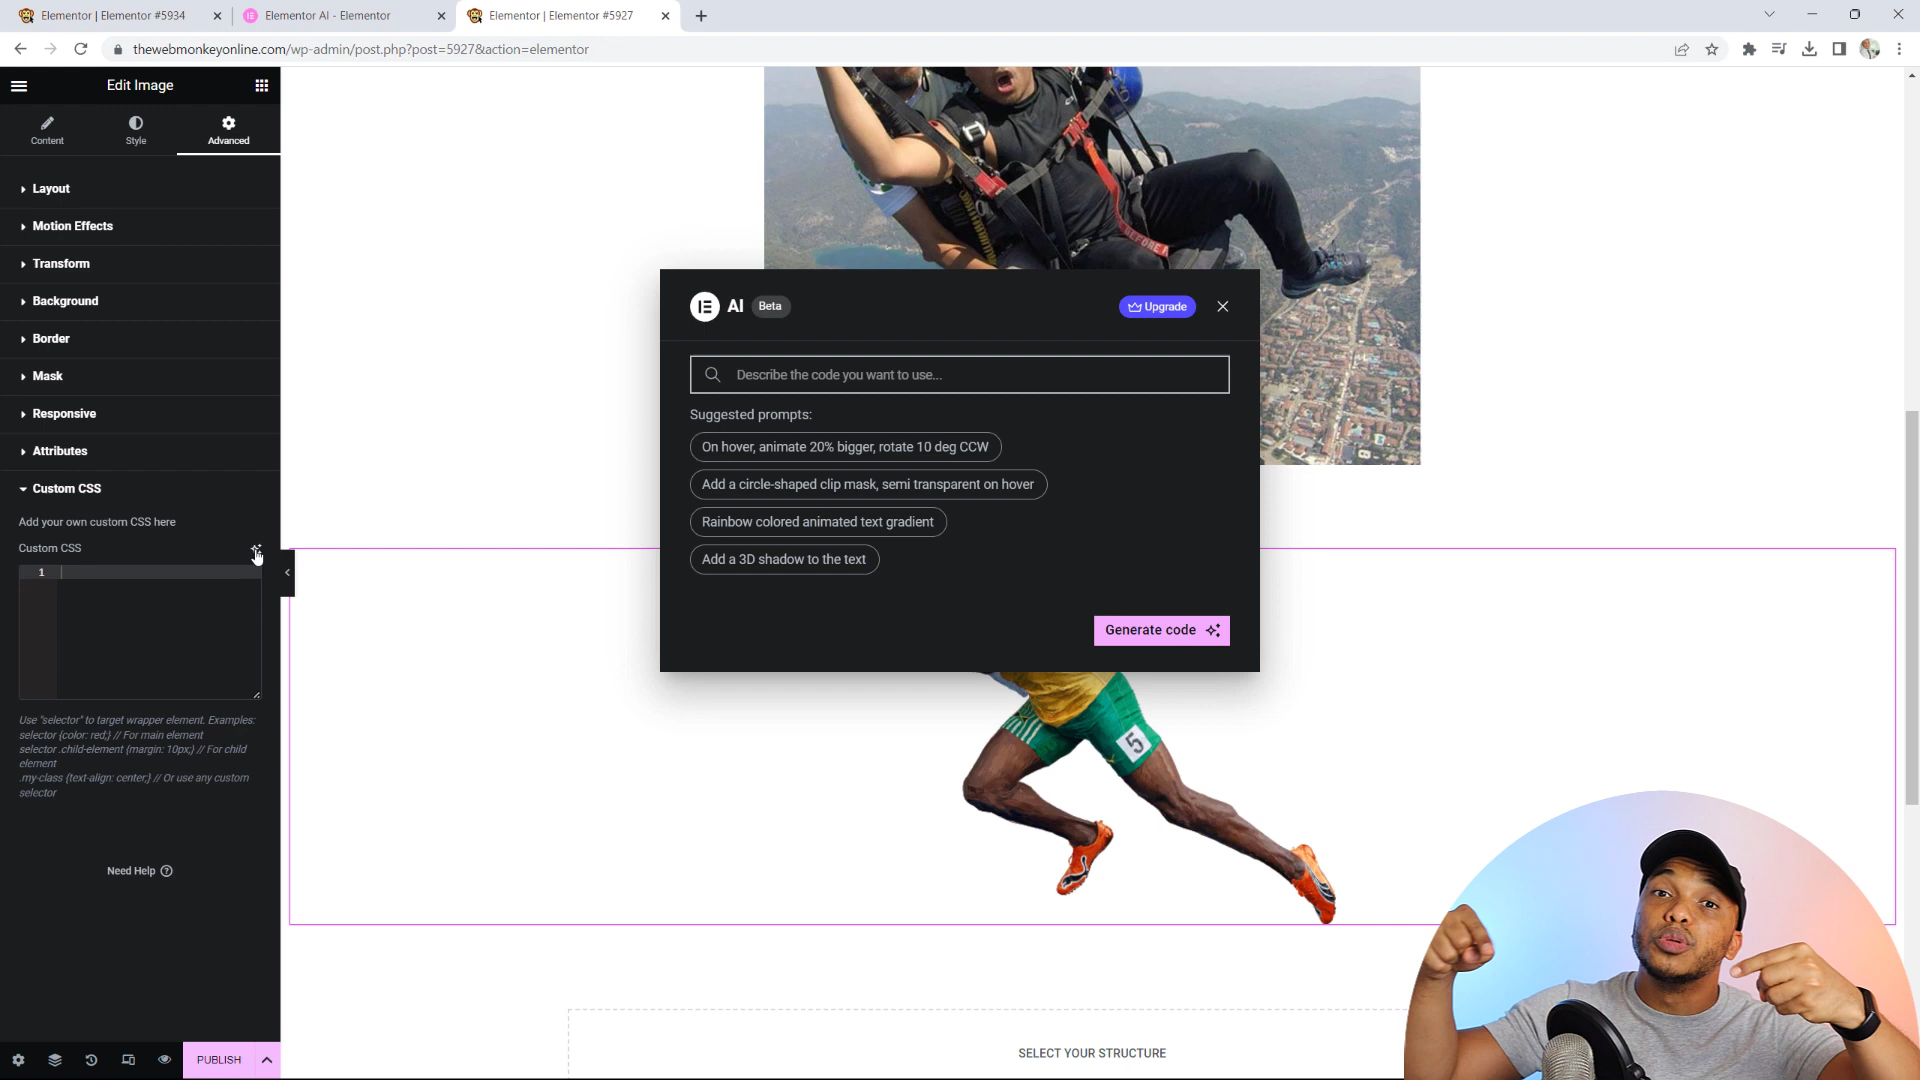 Elementor | Elementor #5934
Elementor AI - Elementor
Elementor | Elementor #5927
thewebmonkeyonline.com/wp-admin/post.php?post=5927&action=elementor
Edit Image
Content
Style
Advanced
Layout
Motion Effects
Transform
Background
Border
Mask
Responsive
Attributes
Custom CSS
Add your own custom CSS here
Custom CSS
1
Use "selector" to target wrapper element. Examples:
selector {color: red;} // For main element
selector .child-element {margin: 10px;} // For child
element
.my-class {text-align: center;} // Or use any custom
selector
Need Help
PUBLISH
AI
Beta
Upgrade
Describe the code you want to use...
Suggested prompts:
On hover, animate 20% bigger, rotate 10 deg CCW
Add a circle-shaped clip mask, semi transparent on hover
Rainbow colored animated text gradient
Add a 3D shadow to the text
Generate code
5
SELECT YOUR STRUCTURE